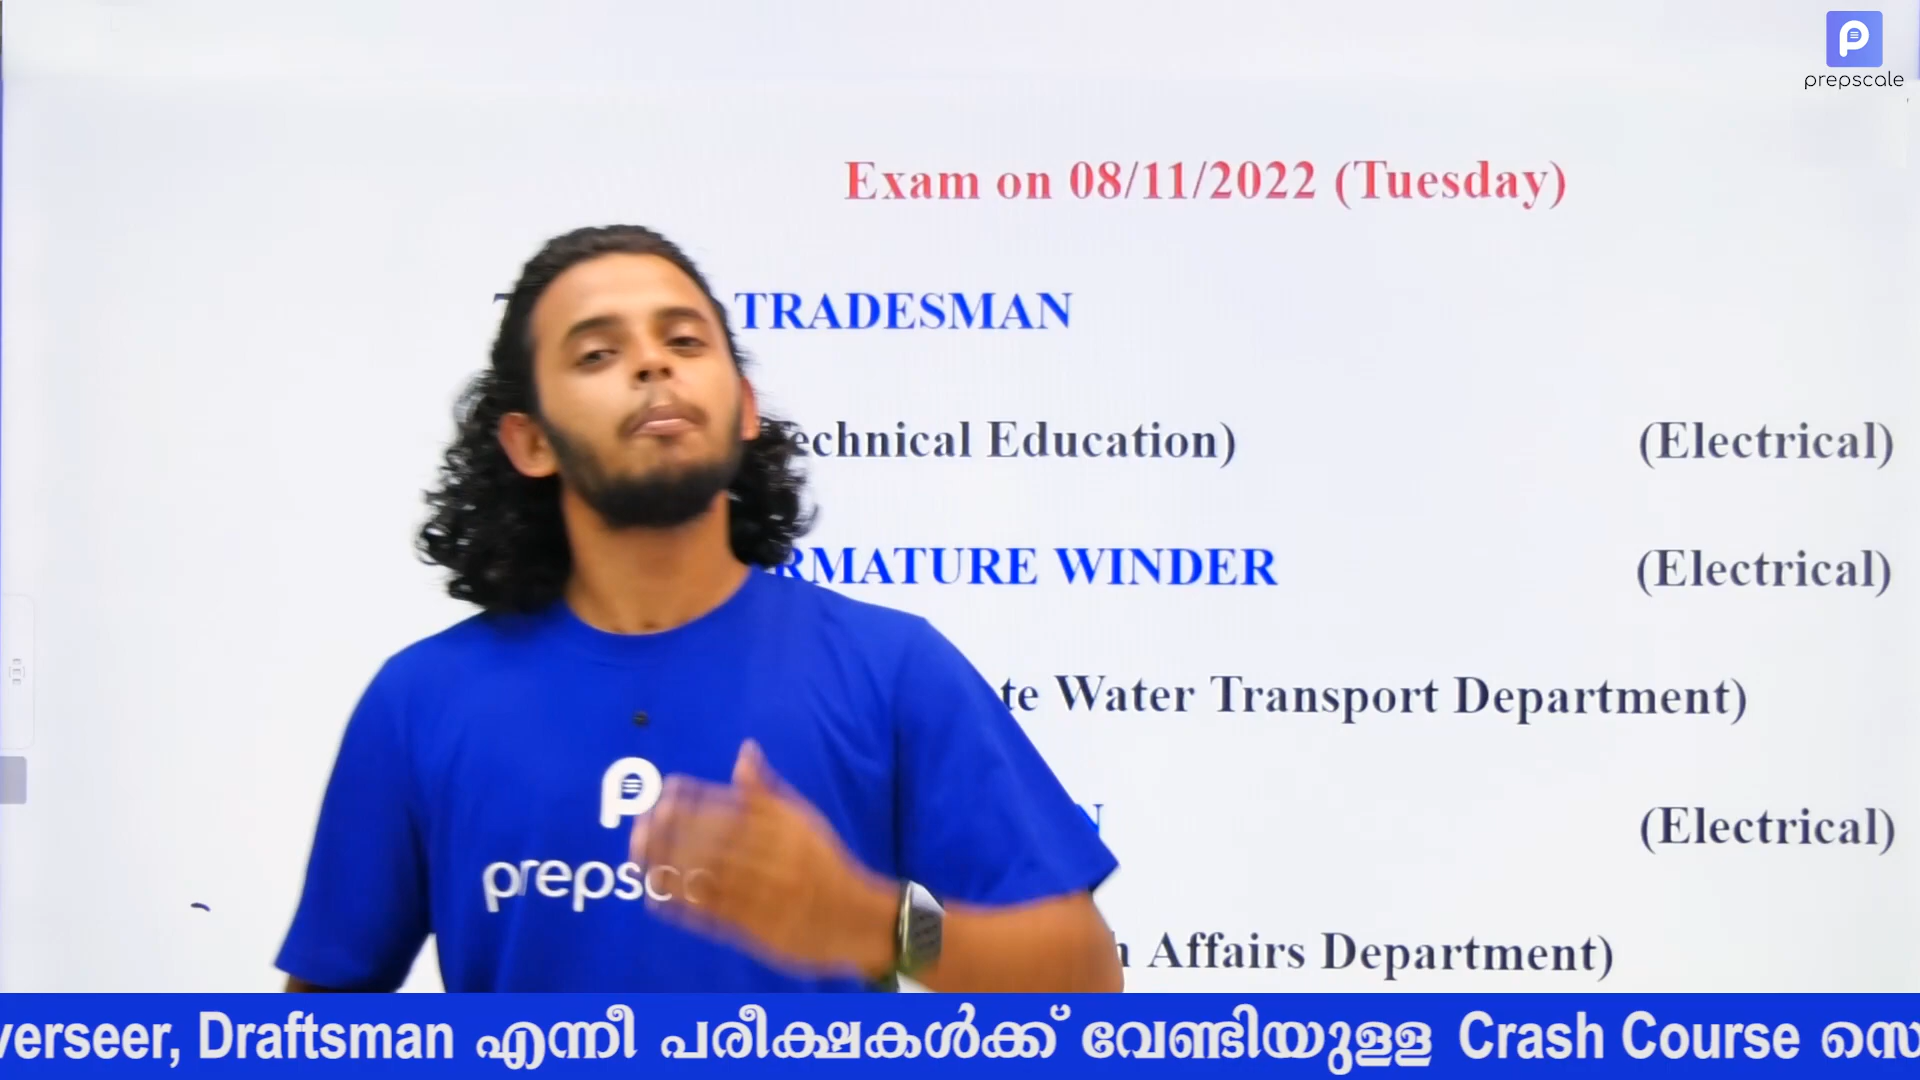 prepscale
Exam on 08/11/2022 (Tuesday)
TRADESMAN
echnical Education) (Electrical)
RMATURE WINDER (Electrical)
te Water Transport Department)
N (Electrical)
h Affairs Department)
prepsc
verseer, Draftsman എന്നീ പരീക്ഷകൾക്ക് വേണ്ടിയുള്ള Crash Course സെ